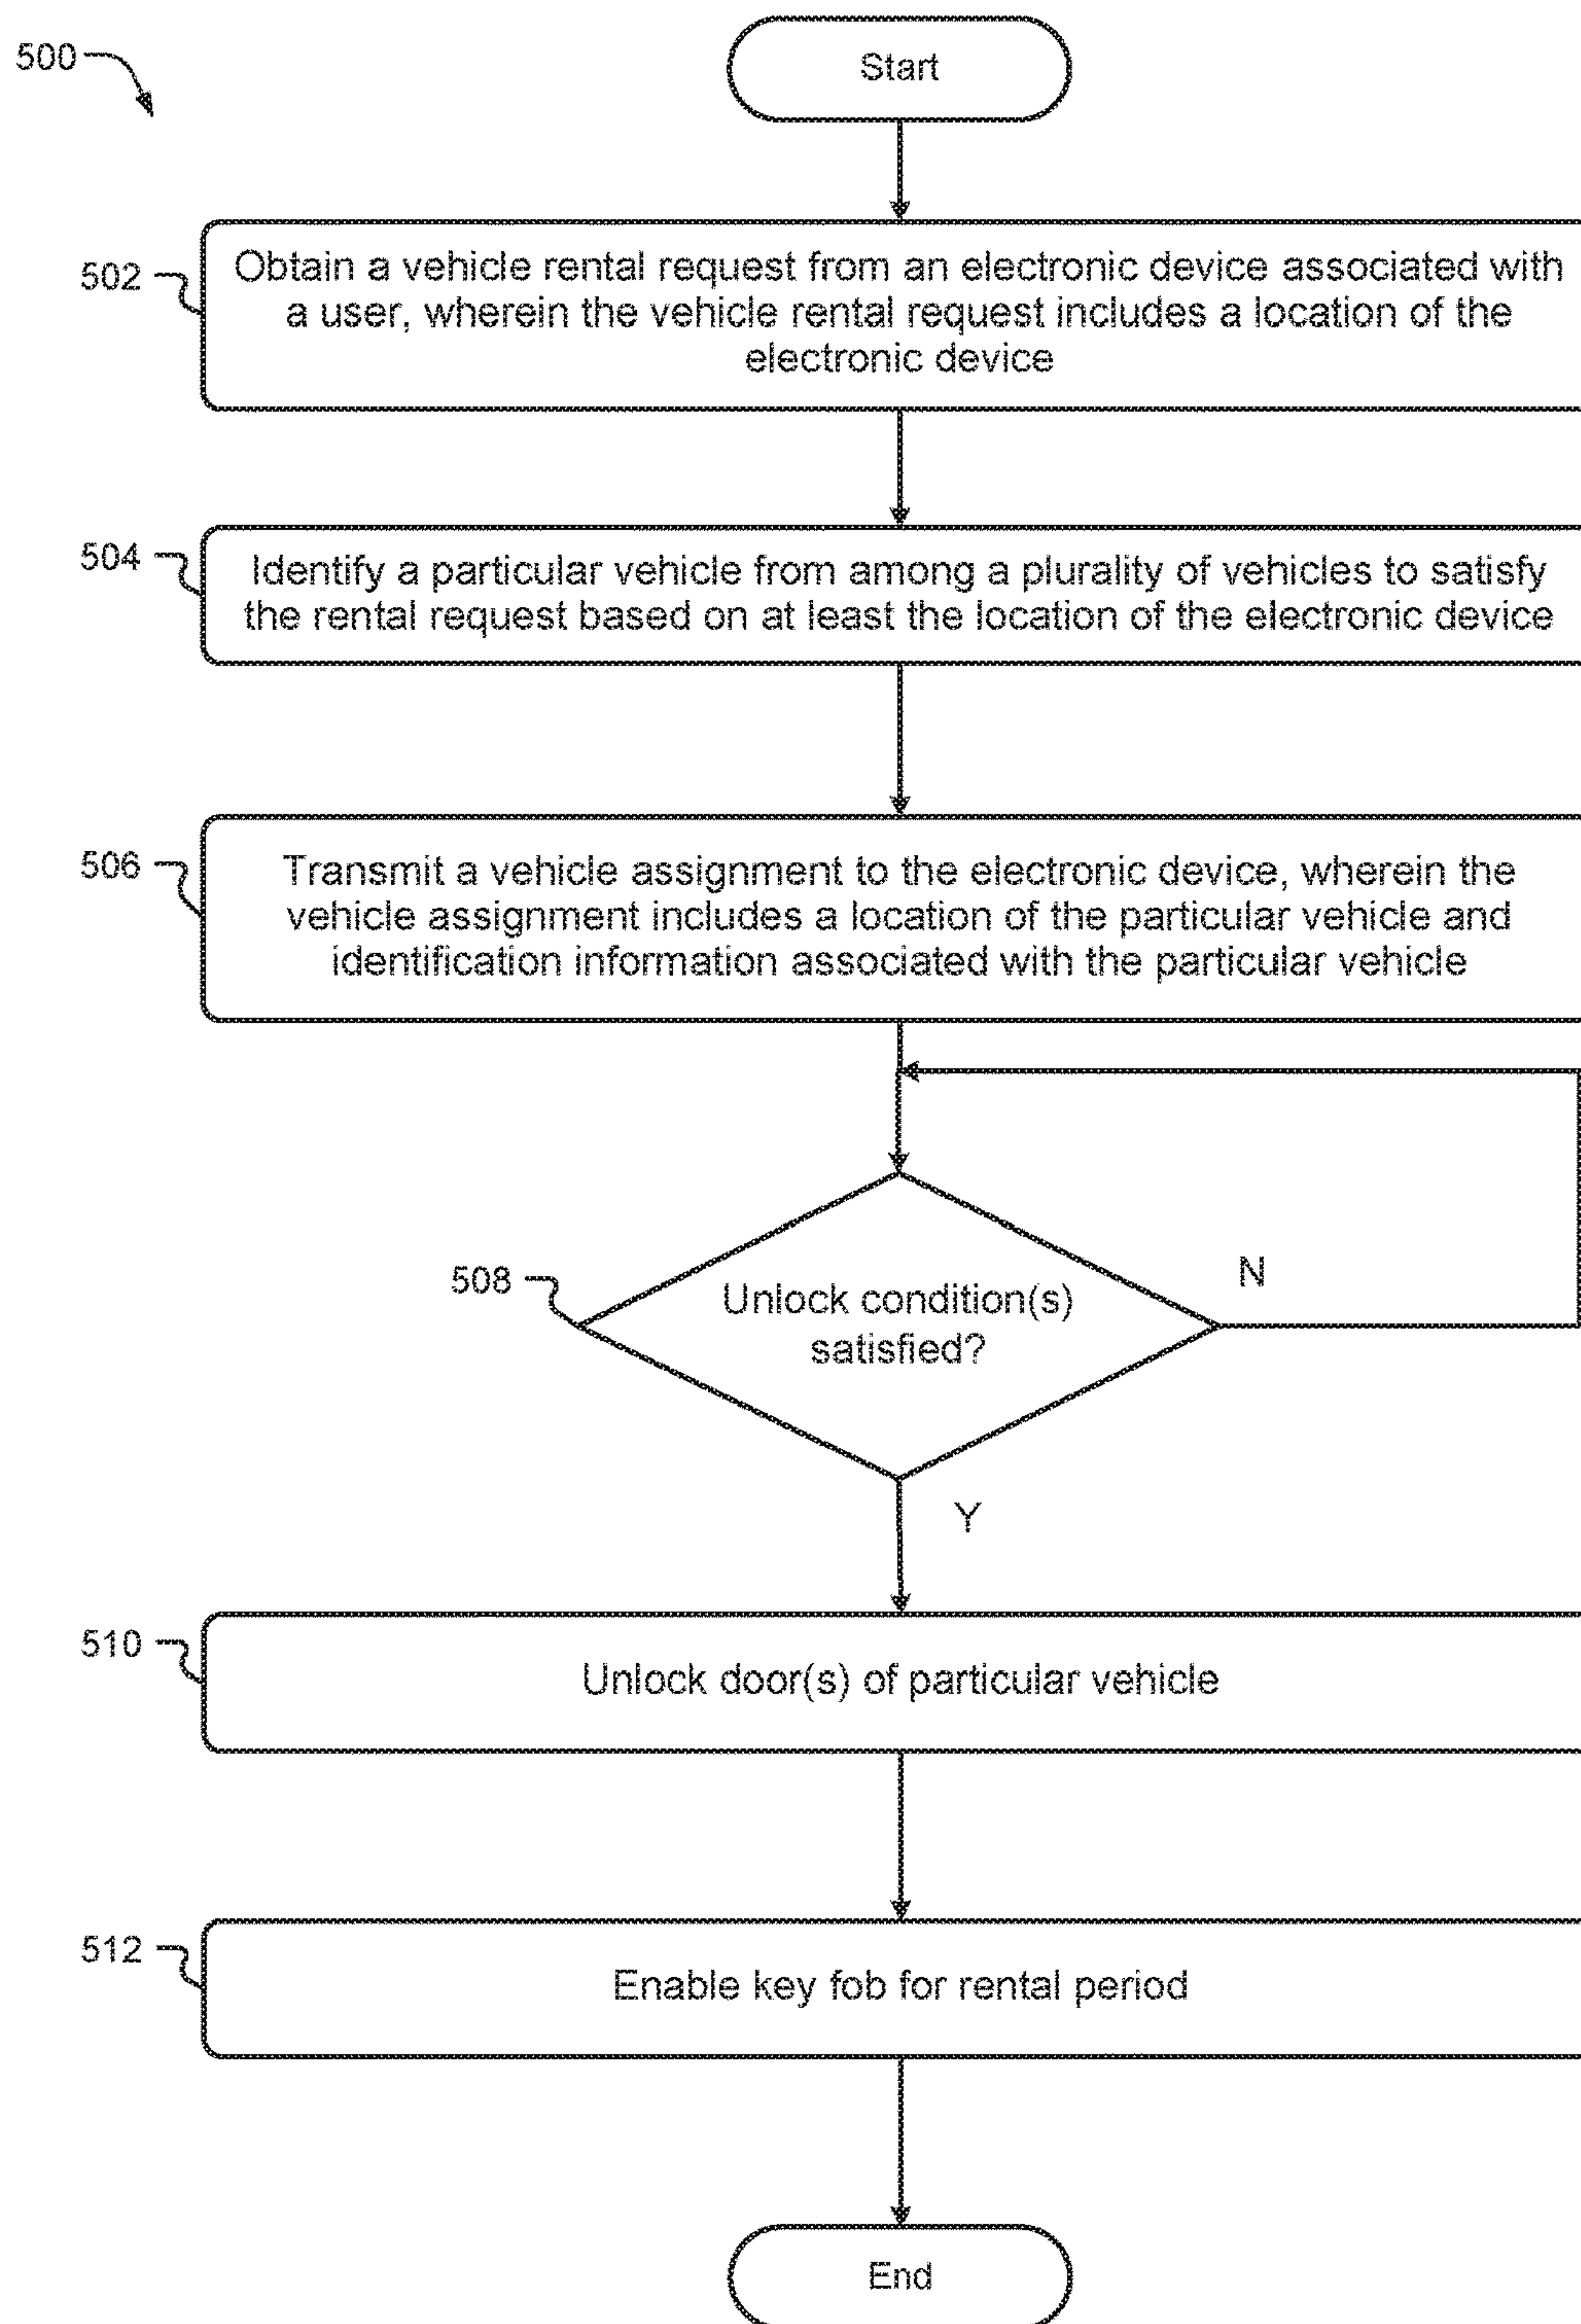 500
Start
502
Obtain a vehicle rental request from an electronic device associated with
a user, wherein the vehicle rental request includes a location of the
electronic device
504
Identify a particular vehicle from among a plurality of vehicles to satisfy
the rental request based on at least the location of the electronic device
506
Transmit a vehicle assignment to the electronic device, wherein the
vehicle assignment includes a location of the particular vehicle and
identification information associated with the particular vehicle
508
Unlock condition(s)
satisfied?
N
Y
510
Unlock door(s) of particular vehicle
512
Enable key fob for rental period
End